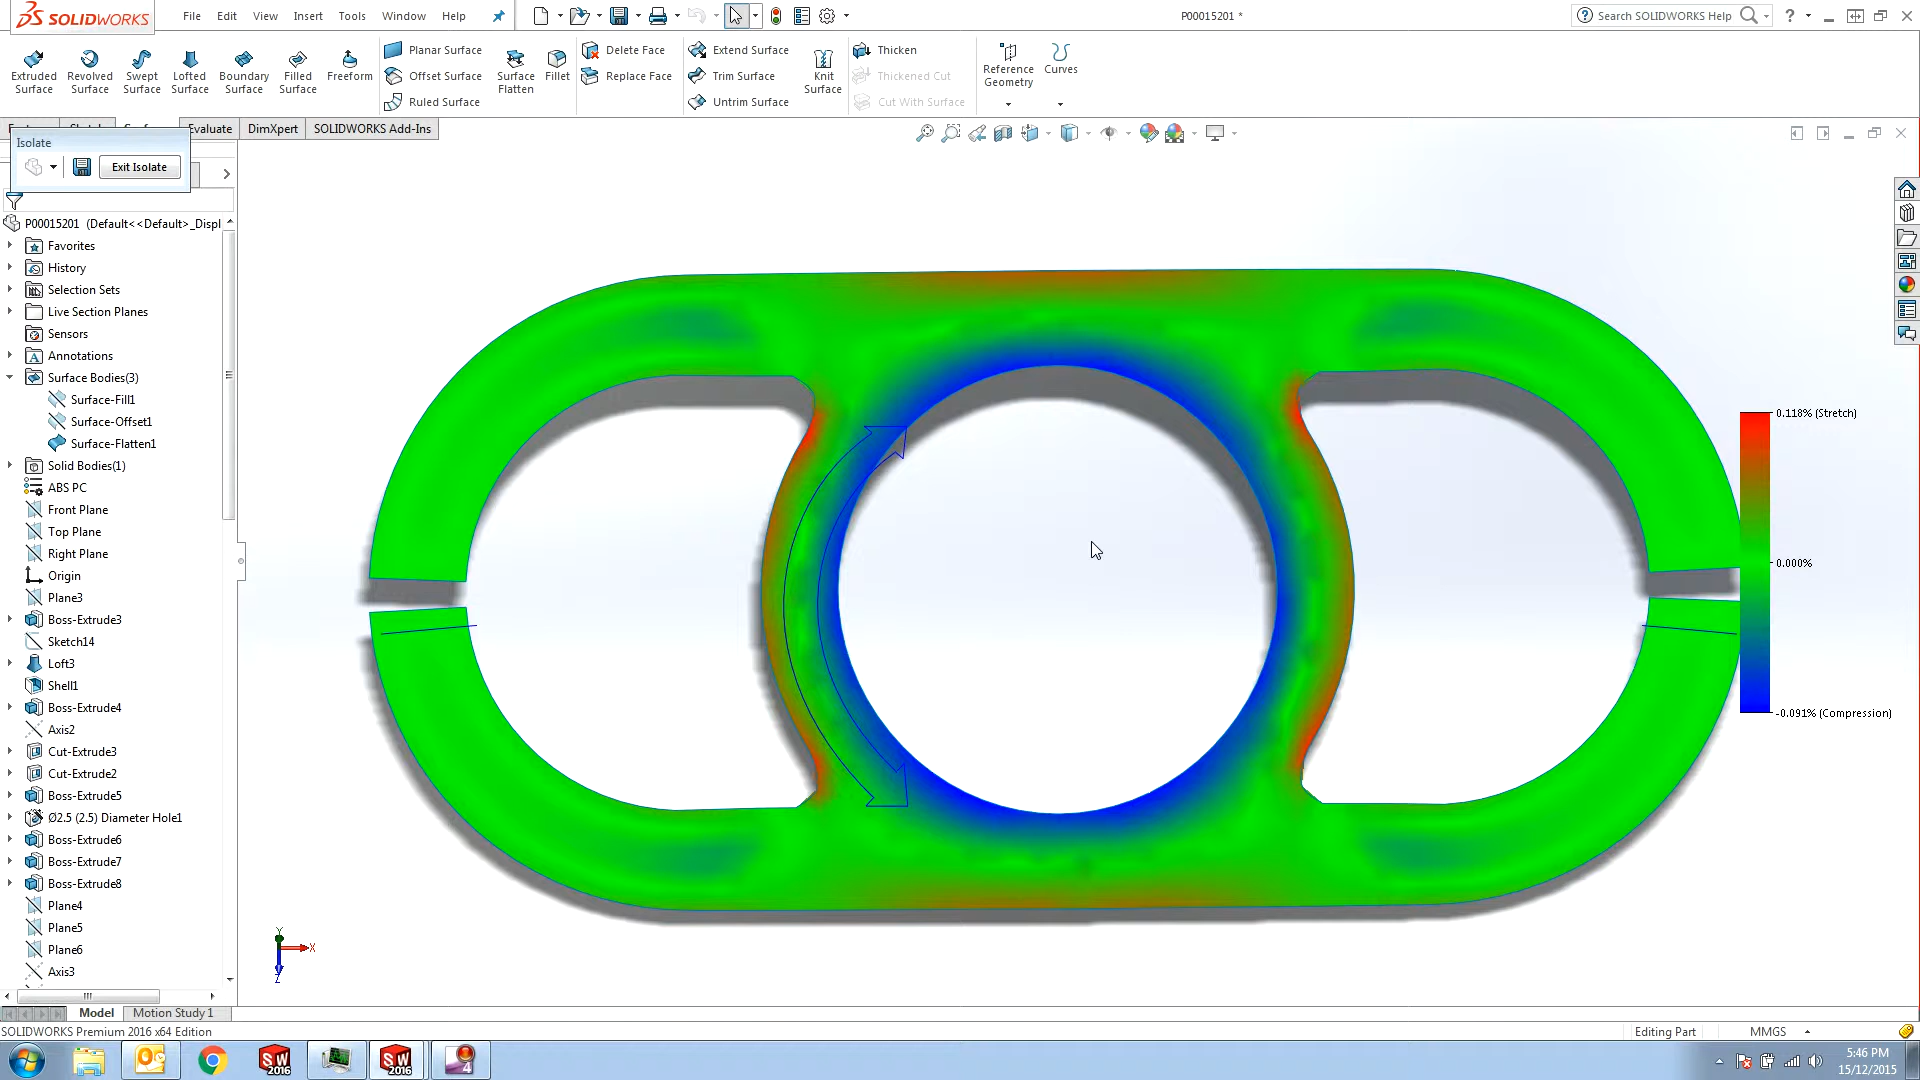 SOLIDWORKS
File Edit View Insert Tools Window Help
P00015201 *
Search SOLIDWORKS Help
Extruded Surface
Revolved Surface
Swept Surface
Lofted Surface
Boundary Surface
Filled Surface
Freeform
Planar Surface
Offset Surface
Ruled Surface
Surface Flatten
Fillet
Delete Face
Replace Face
Extend Surface
Trim Surface
Untrim Surface
Knit Surface
Thicken
Thickened Cut
Cut With Surface
Reference Geometry
Curves
Evaluate DimXpert SOLIDWORKS Add-Ins
Isolate
Exit Isolate
P00015201 (Default<<Default>_Displ
Favorites
History
Selection Sets
Live Section Planes
Sensors
Annotations
Surface Bodies(3)
Surface-Fill1
Surface-Offset1
Surface-Flatten1
Solid Bodies(1)
ABS PC
Front Plane
Top Plane
Right Plane
Origin
Plane3
Boss-Extrude3
Sketch14
Loft3
Shell1
Boss-Extrude4
Axis2
Cut-Extrude3
Cut-Extrude2
Boss-Extrude5
Ø2.5 (2.5) Diameter Hole1
Boss-Extrude6
Boss-Extrude7
Boss-Extrude8
Plane4
Plane5
Plane6
Axis3
0.118% (Stretch)
0.000%
-0.091% (Compression)
Y
X
Z
Model Motion Study 1
SOLIDWORKS Premium 2016 x64 Edition
Editing Part
MMGS
SW 2016
SW 2016
4
5:46 PM
15/12/2015